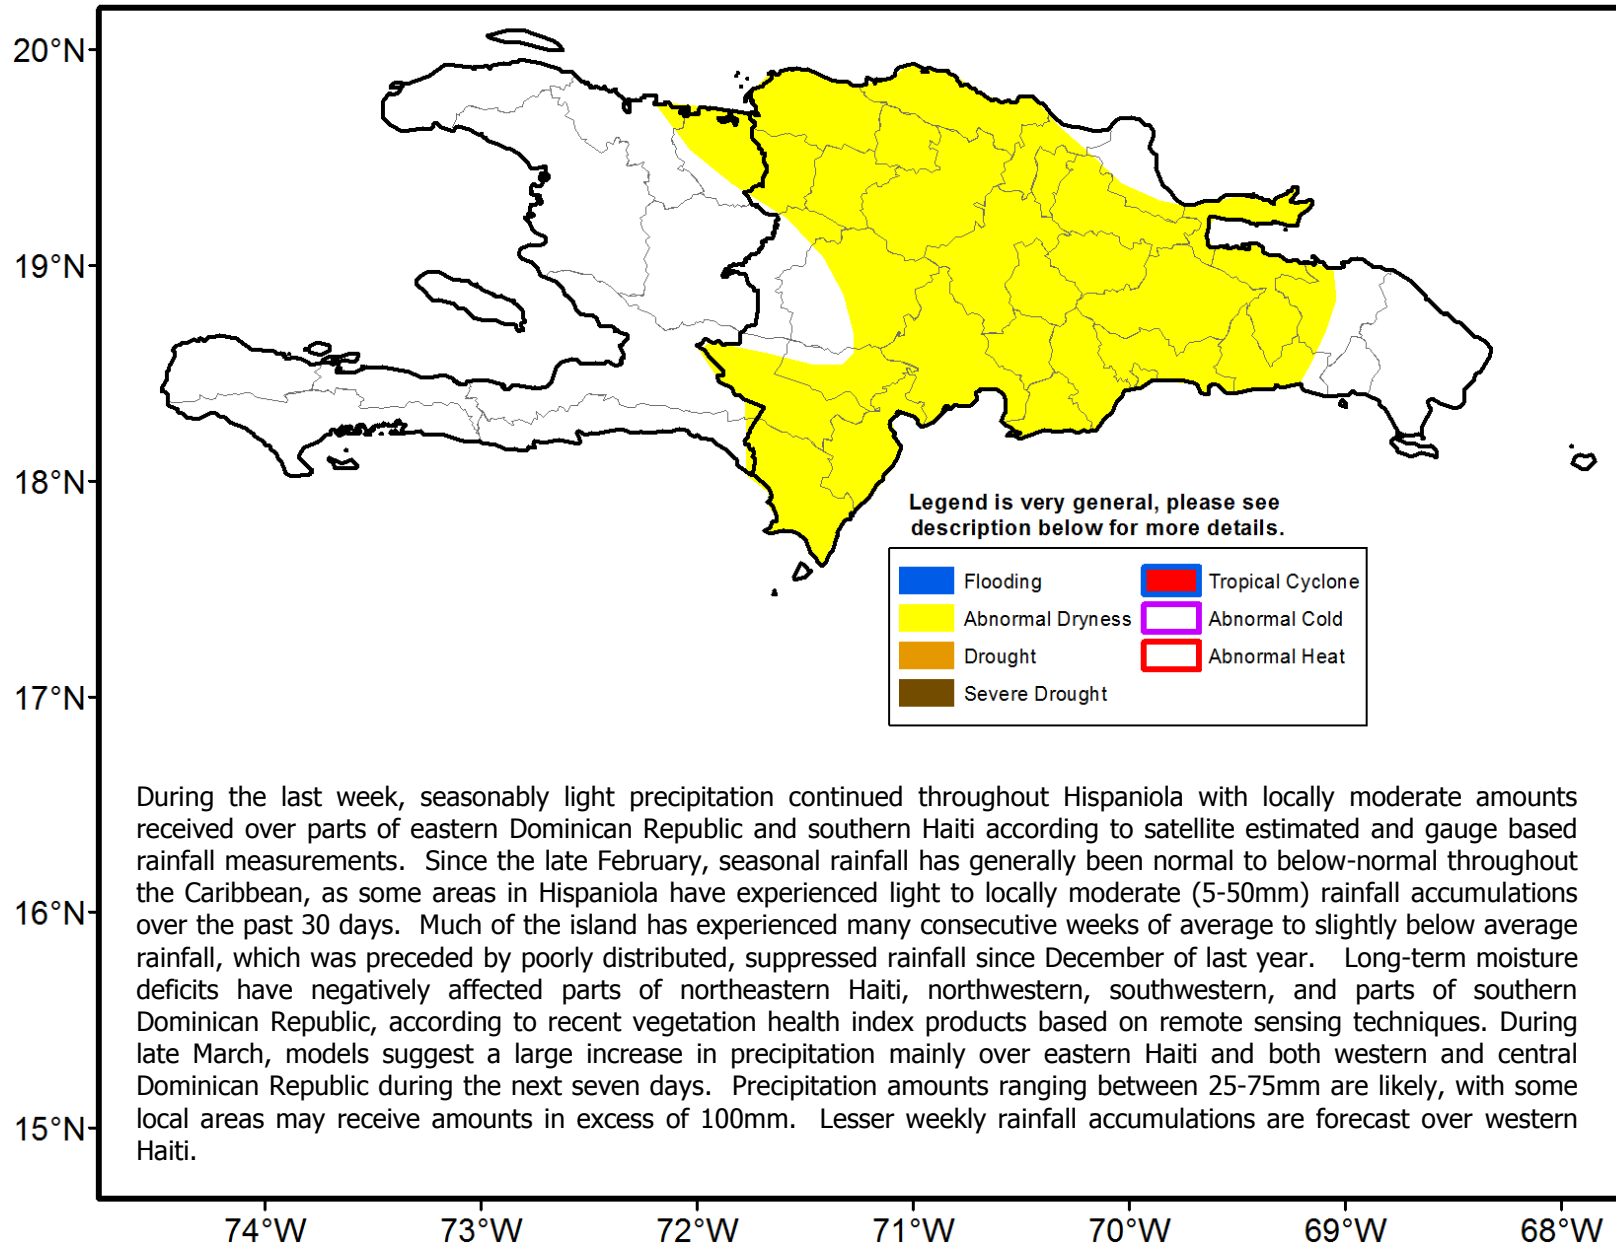 20°N
19°N
18°N
17°N
16°N
15°N
Legend is very general, please see
description below for more details.
Flooding
Abnormal Dryness
Drought
Severe Drought
Tropical Cyclone
Abnormal Cold
Abnormal Heat
During the last week, seasonably light precipitation continued throughout Hispaniola with locally moderate amounts
received over parts of eastern Dominican Republic and southern Haiti according to satellite estimated and gauge based
rainfall measurements. Since the late February, seasonal rainfall has generally been normal to below-normal throughout
the Caribbean, as some areas in Hispaniola have experienced light to locally moderate (5-50mm) rainfall accumulations
over the past 30 days. Much of the island has experienced many consecutive weeks of average to slightly below average
rainfall, which was preceded by poorly distributed, suppressed rainfall since December of last year. Long-term moisture
deficits have negatively affected parts of northeastern Haiti, northwestern, southwestern, and parts of southern
Dominican Republic, according to recent vegetation health index products based on remote sensing techniques. During
late March, models suggest a large increase in precipitation mainly over eastern Haiti and both western and central
Dominican Republic during the next seven days. Precipitation amounts ranging between 25-75mm are likely, with some
local areas may receive amounts in excess of 100mm. Lesser weekly rainfall accumulations are forecast over western
Haiti.
74°W
73°W
72°W
71°W
70°W
69°W
68°W